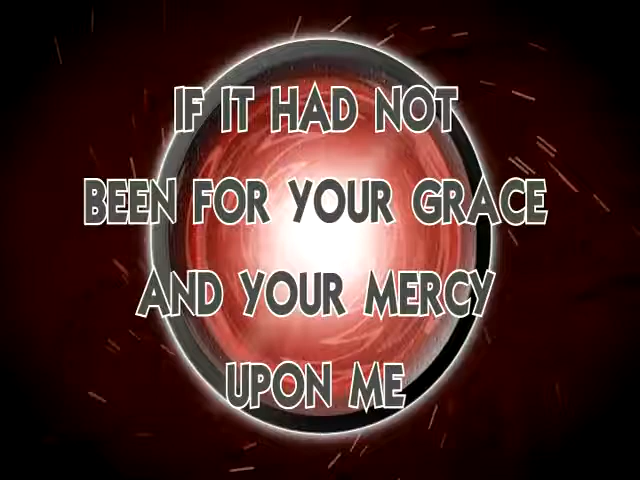 IF IT HAD NOT
BEEN FOR YOUR GRACE
AND YOUR MERCY
UPON ME